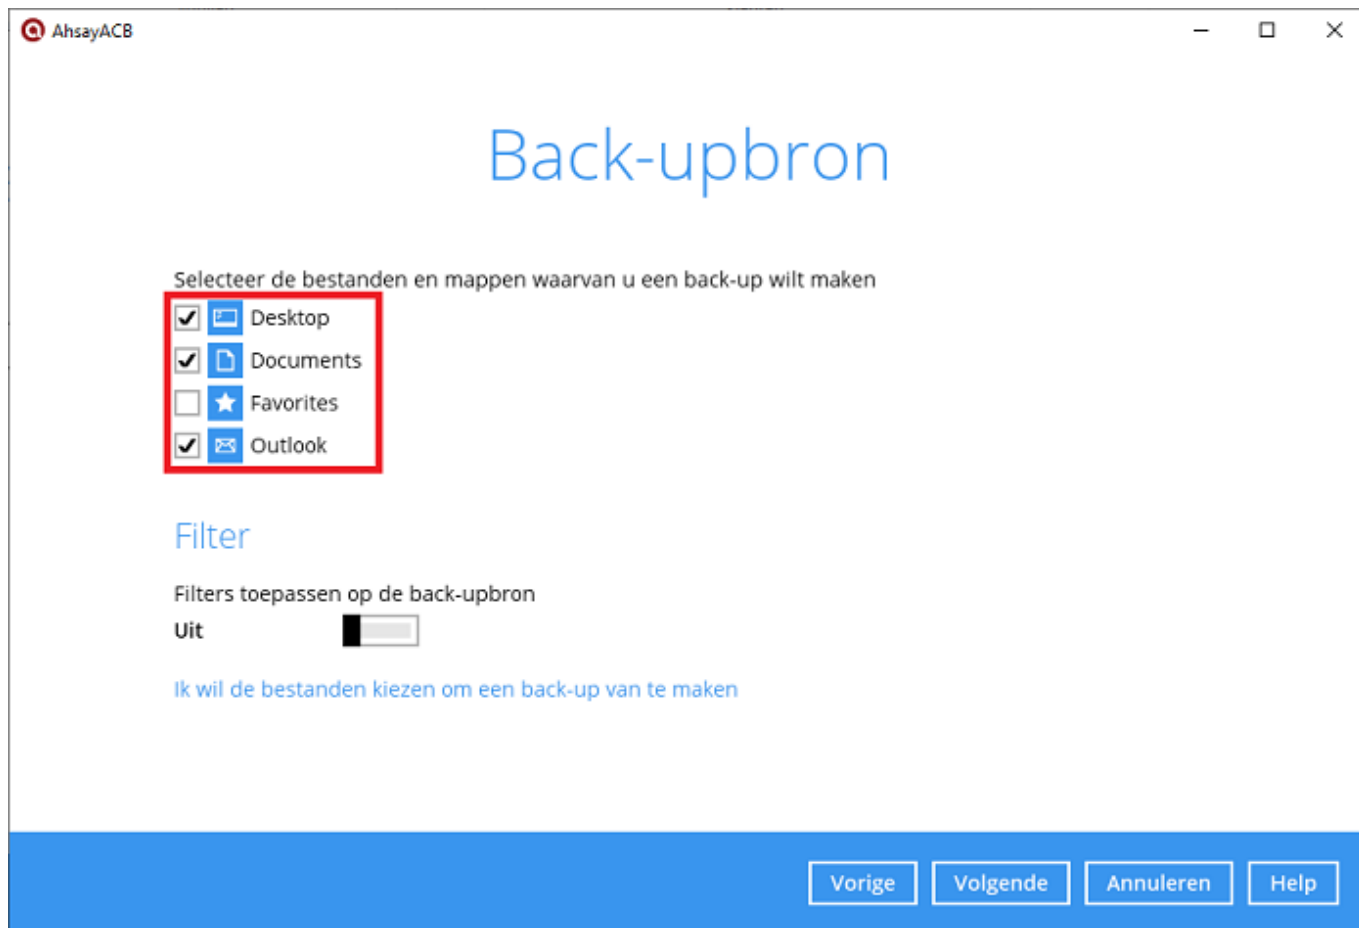 AhsayACB
Back-upbron
Selecteer de bestanden en mappen waarvan u een back-up wilt maken
Desktop
Documents
Favorites
Outlook
Filter
Filters toepassen op de back-upbron
Uit
Ik wil de bestanden kiezen om een back-up van te maken
Vorige Volgende Annuleren Help